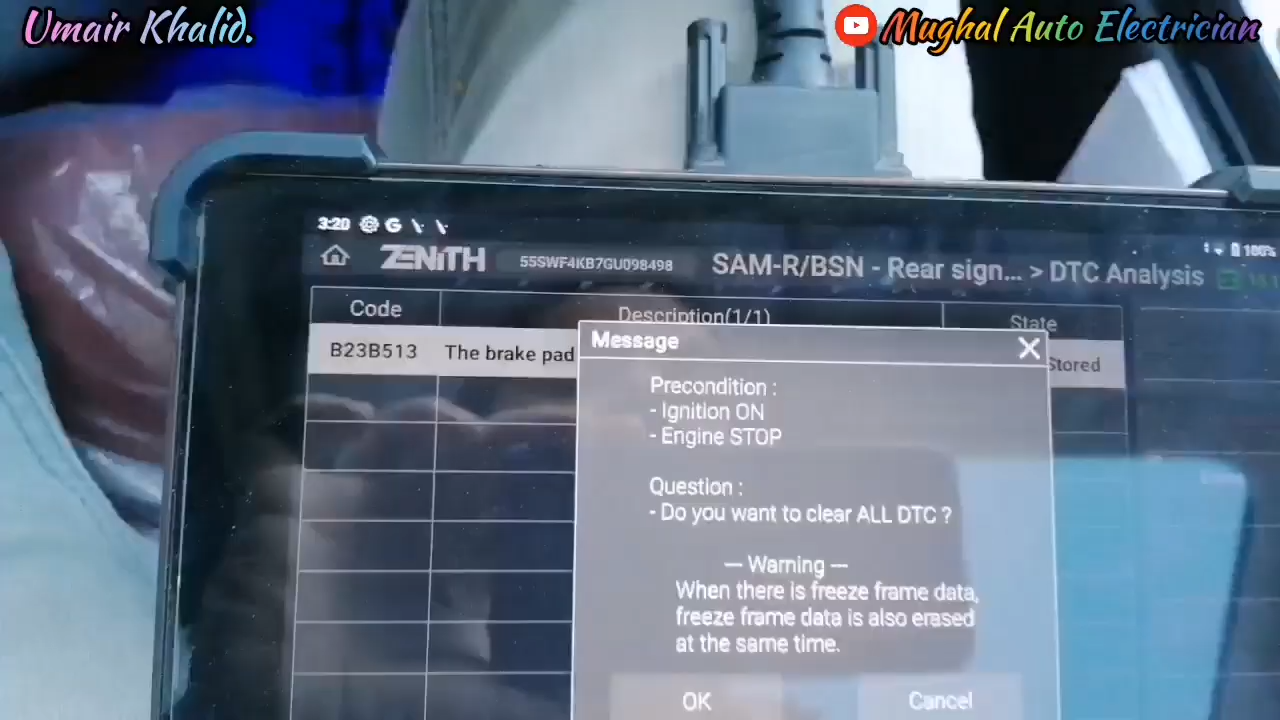 Umair Khalid.
Mughal Auto Electrician
3:20
100%
ZENITH 55SWF4KB7GU098498 SAM-R/BSN - Rear sign... > DTC Analysis
Code Description(1/1) State
B23B513 The brake pad Stored
Message
Precondition :
- Ignition ON
- Engine STOP
Question :
- Do you want to clear ALL DTC ?
— Warning —
When there is freeze frame data,
freeze frame data is also erased
at the same time.
OK Cancel